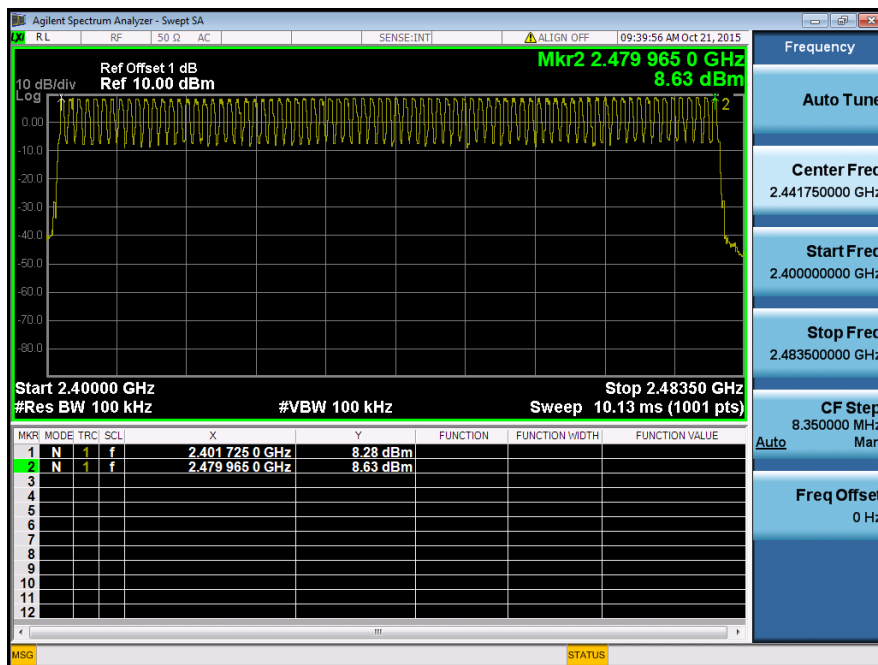 Agilent Spectrum Analyzer - Swept SA
LXI RL RF 50 Ω AC SENSE:INT ALIGN OFF 09:39:56 AM Oct 21, 2015
Mkr2 2.479 965 0 GHz
8.63 dBm
Ref Offset 1 dB
10 dB/div Ref 10.00 dBm
Log
2
0.00
-10.0
-20.0
-30.0
-40.0
-50.0
-60.0
-70.0
-80.0
Start 2.40000 GHz Stop 2.48350 GHz
#Res BW 100 kHz #VBW 100 kHz Sweep 10.13 ms (1001 pts)
MKR MODE TRC SCL X Y FUNCTION FUNCTION WIDTH FUNCTION VALUE
1 N 1 f 2.401 725 0 GHz 8.28 dBm
2 N 1 f 2.479 965 0 GHz 8.63 dBm
3
4
5
6
7
8
9
10
11
12
MSG STATUS
Frequency
Auto Tune
Center Freq
2.441750000 GHz
Start Freq
2.400000000 GHz
Stop Freq
2.483500000 GHz
CF Step
8.350000 MHz
Auto Man
Freq Offset
0 Hz